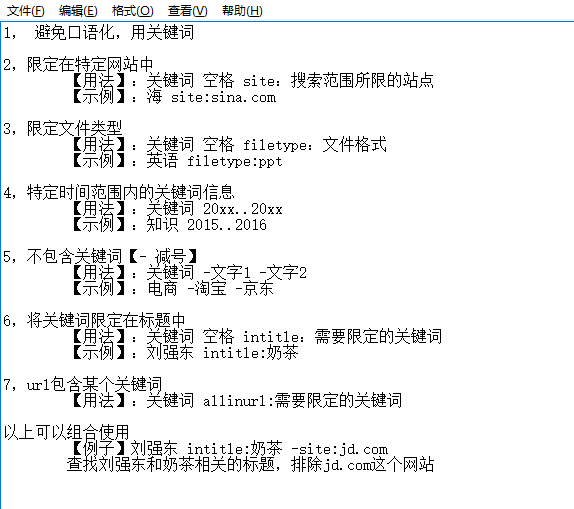 文件(F) 编辑(E) 格式(O) 查看(V) 帮助(H)
1， 避免口语化，用关键词
2，限定在特定网站中
【用法】：关键词 空格 site：搜索范围所限的站点
【示例】：海 site:sina.com
3，限定文件类型
【用法】：关键词 空格 filetype：文件格式
【示例】：英语 filetype:ppt
4，特定时间范围内的关键词信息
【用法】：关键词 20xx..20xx
【示例】：知识 2015..2016
5，不包含关键词【- 减号】
【用法】：关键词 -文字1 -文字2
【示例】：电商 -淘宝 -京东
6，将关键词限定在标题中
【用法】：关键词 空格 intitle：需要限定的关键词
【示例】：刘强东 intitle:奶茶
7，url包含某个关键词
【用法】：关键词 allinurl:需要限定的关键词
以上可以组合使用
【例子】刘强东 intitle:奶茶 -site:jd.com
查找刘强东和奶茶相关的标题，排除jd.com这个网站